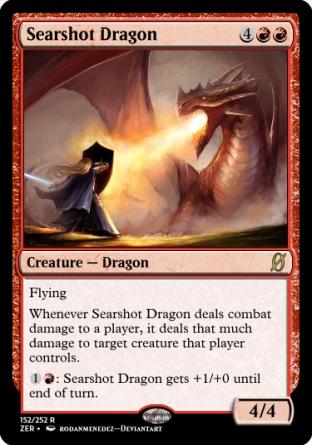 Searshot Dragon 4
Creature — Dragon
Flying
Whenever Searshot Dragon deals combat
damage to a player, it deals that much
damage to target creature that player
controls.
1 : Searshot Dragon gets +1/+0 until
end of turn.
4/4
152/252 R
ZER • RODANMENEDEZ—DEVIANTART